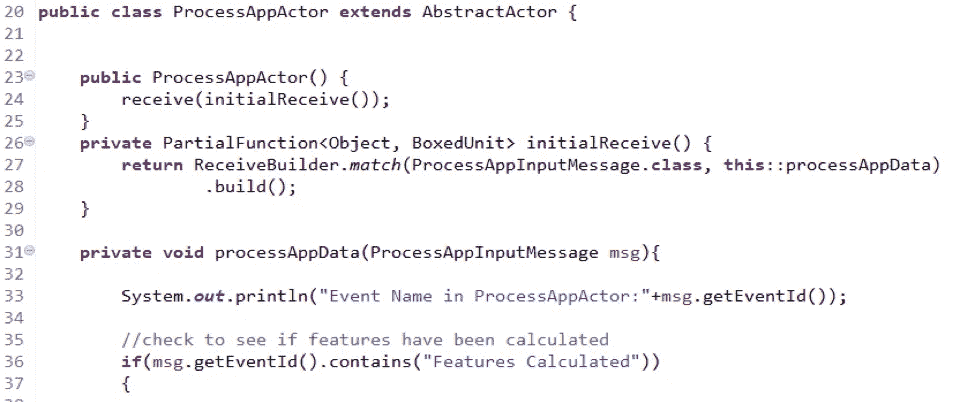 20 public class ProcessAppActor extends AbstractActor {
21
22
23     public ProcessAppActor() {
24         receive(initialReceive());
25     }
26     private PartialFunction<Object, BoxedUnit> initialReceive() {
27         return ReceiveBuilder.match(ProcessAppInputMessage.class, this::processAppData)
28                 .build();
29     }
30
31     private void processAppData(ProcessAppInputMessage msg){
32
33         System.out.println("Event Name in ProcessAppActor:"+msg.getEventId());
34
35         //check to see if features have been calculated
36         if(msg.getEventId().contains("Features Calculated"))
37         {